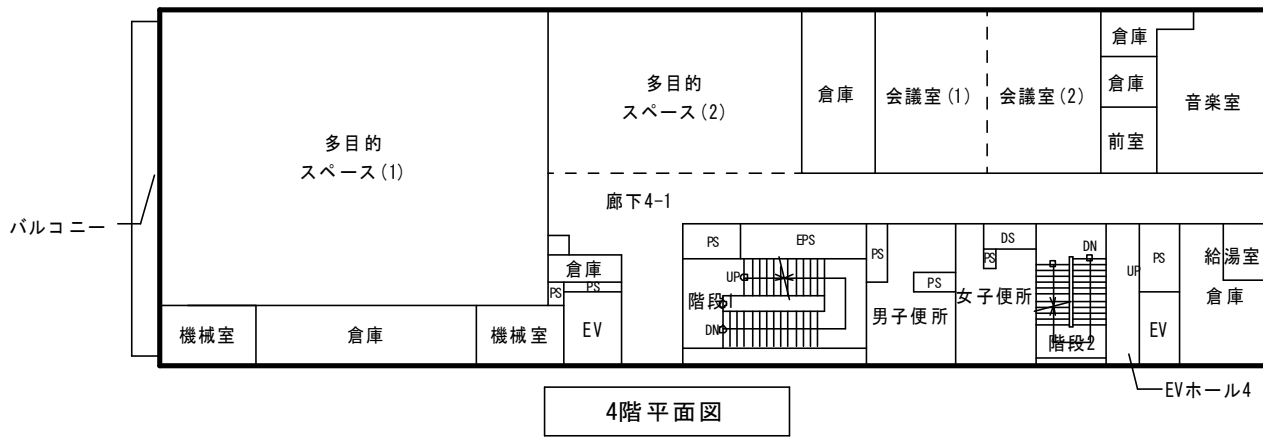 倉庫
多目的
スペース(2)
倉庫
会議室(1)
会議室(2)
倉庫
音楽室
多目的
スペース(1)
前室
廊下4-1
バルコニー
PS
EPS
PS
DS
PS
DN
UP
PS
給湯室
倉庫
倉庫
PS
PS
UP
階段1
DN
PS
男子便所
女子便所
階段2
機械室
倉庫
機械室
EV
EV
EVホール4
4階平面図